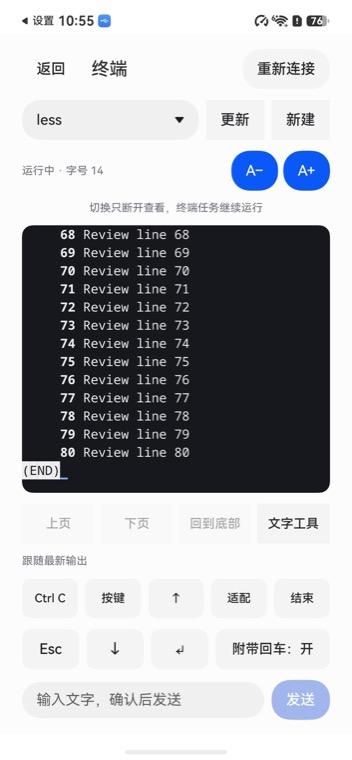 ◀ 设置 10:55 76
返回 终端 重新连接
less 更新 新建
运行中 · 字号 14 A− A+
切换只断开查看，终端任务继续运行
68 Review line 68
69 Review line 69
70 Review line 70
71 Review line 71
72 Review line 72
73 Review line 73
74 Review line 74
75 Review line 75
76 Review line 76
77 Review line 77
78 Review line 78
79 Review line 79
80 Review line 80
(END)
上页 下页 回到底部 文字工具
跟随最新输出
Ctrl C 按键 ↑ 适配 结束
Esc ↓ ↲ 附带回车：开
输入文字，确认后发送 发送